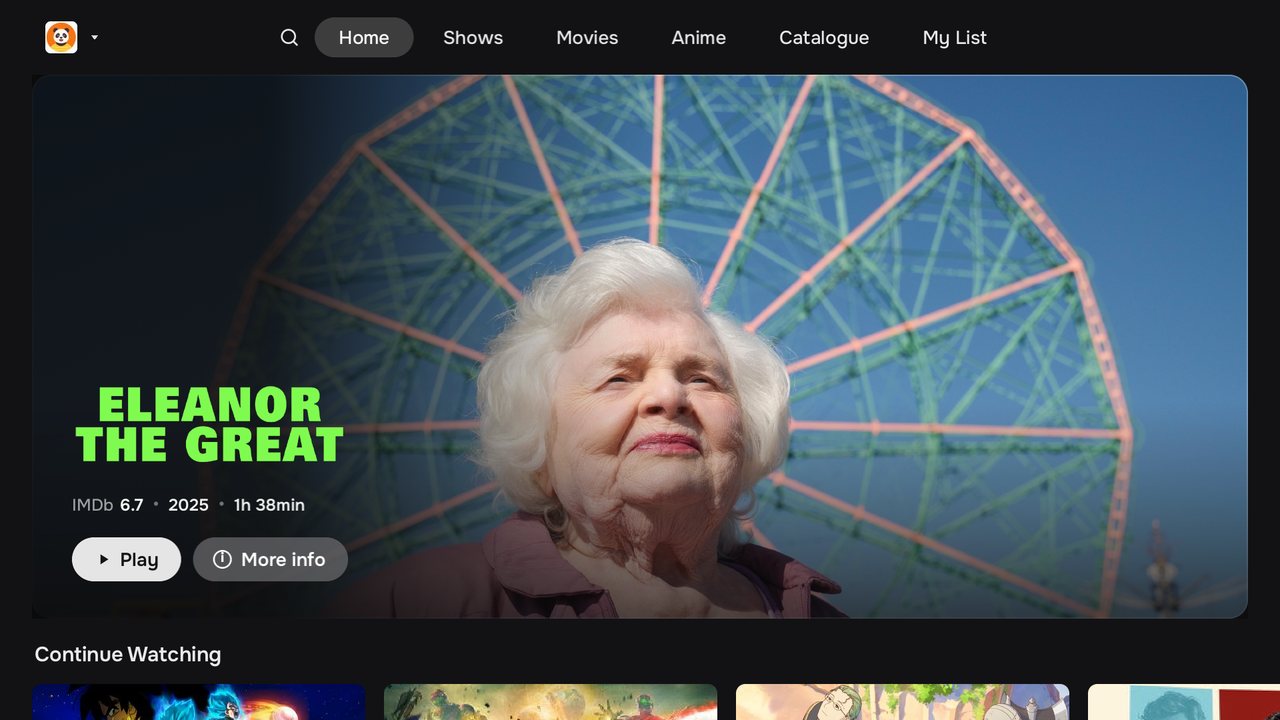 Home
Shows
Movies
Anime
Catalogue
My List
ELEANOR
THE GREAT
IMDb 6.7 • 2025 • 1h 38min
Play
More info
Continue Watching